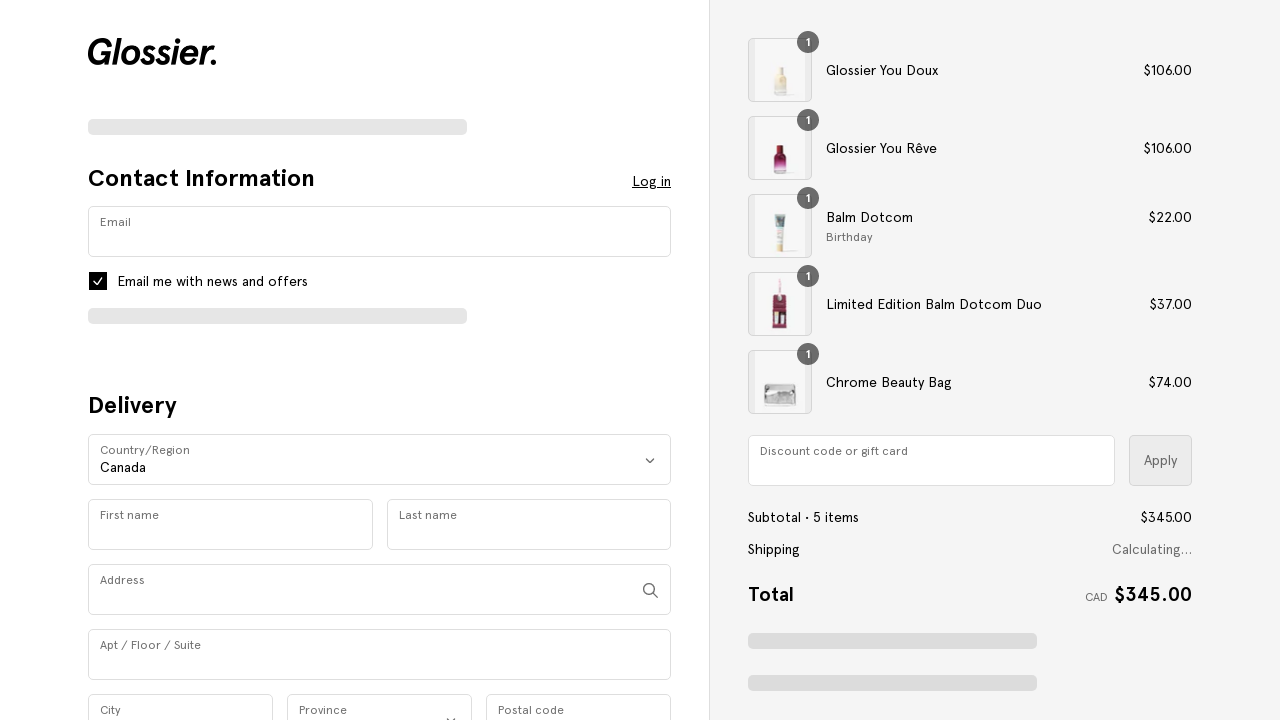 Glossier.
Contact Information
Log in
Email
Email me with news and offers
Delivery
Country/Region
Canada
First name
Last name
Address
Apt / Floor / Suite
City
Province
Postal code
1
Glossier You Doux
$106.00
1
Glossier You Rêve
$106.00
1
Balm Dotcom
Birthday
$22.00
1
Limited Edition Balm Dotcom Duo
$37.00
1
Chrome Beauty Bag
$74.00
Discount code or gift card
Apply
Subtotal · 5 items
$345.00
Shipping
Calculating...
Total
CAD $345.00